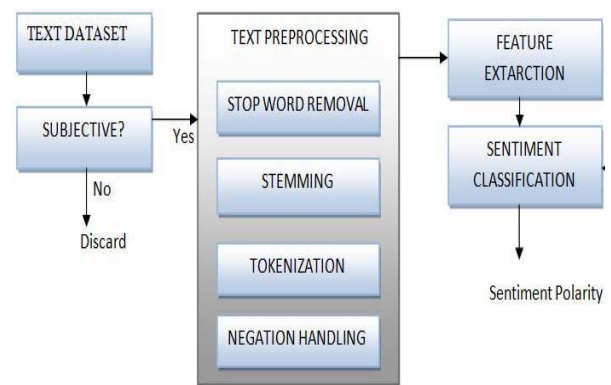 TEXT DATASET
SUBJECTIVE?
Yes
No
Discard
TEXT PREPROCESSING
STOP WORD REMOVAL
STEMMING
TOKENIZATION
NEGATION HANDLING
FEATURE
EXTARCTION
SENTIMENT
CLASSIFICATION
Sentiment Polarity